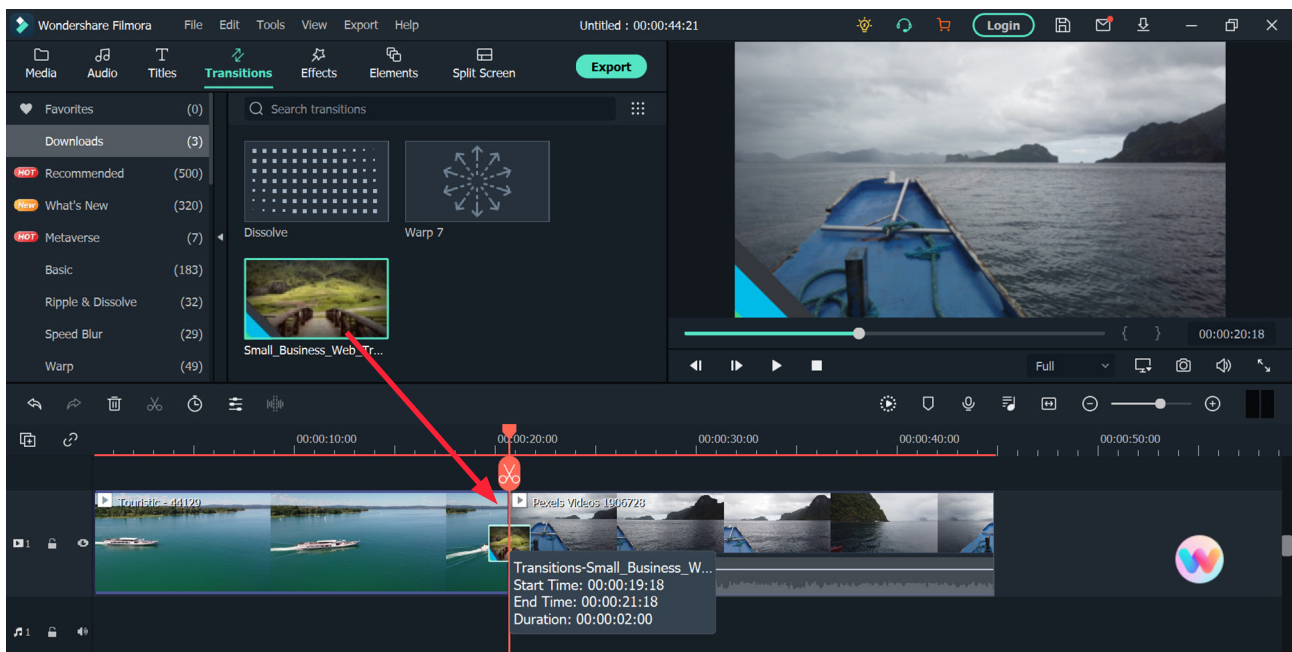 Wondershare Filmora File Edit Tools View Export Help Untitled : 00:00:44:21 Login
Media Audio Titles Transitions Effects Elements Split Screen Export
Favorites (0)
Downloads (3)
HOT Recommended (500)
New What's New (320)
HOT Metaverse (7)
Basic (183)
Ripple & Dissolve (32)
Speed Blur (29)
Warp (49)
Search transitions
Dissolve Warp 7
Small_Business_Web_Tr...
{ } 00:00:20:18
Full
00:00:10:00 00:00:20:00 00:00:30:00 00:00:40:00 00:00:50:00
Touristic - 44129 Pexels Videos 1906728
1
Transitions-Small_Business_W...
Start Time: 00:00:19:18
End Time: 00:00:21:18
Duration: 00:00:02:00
1